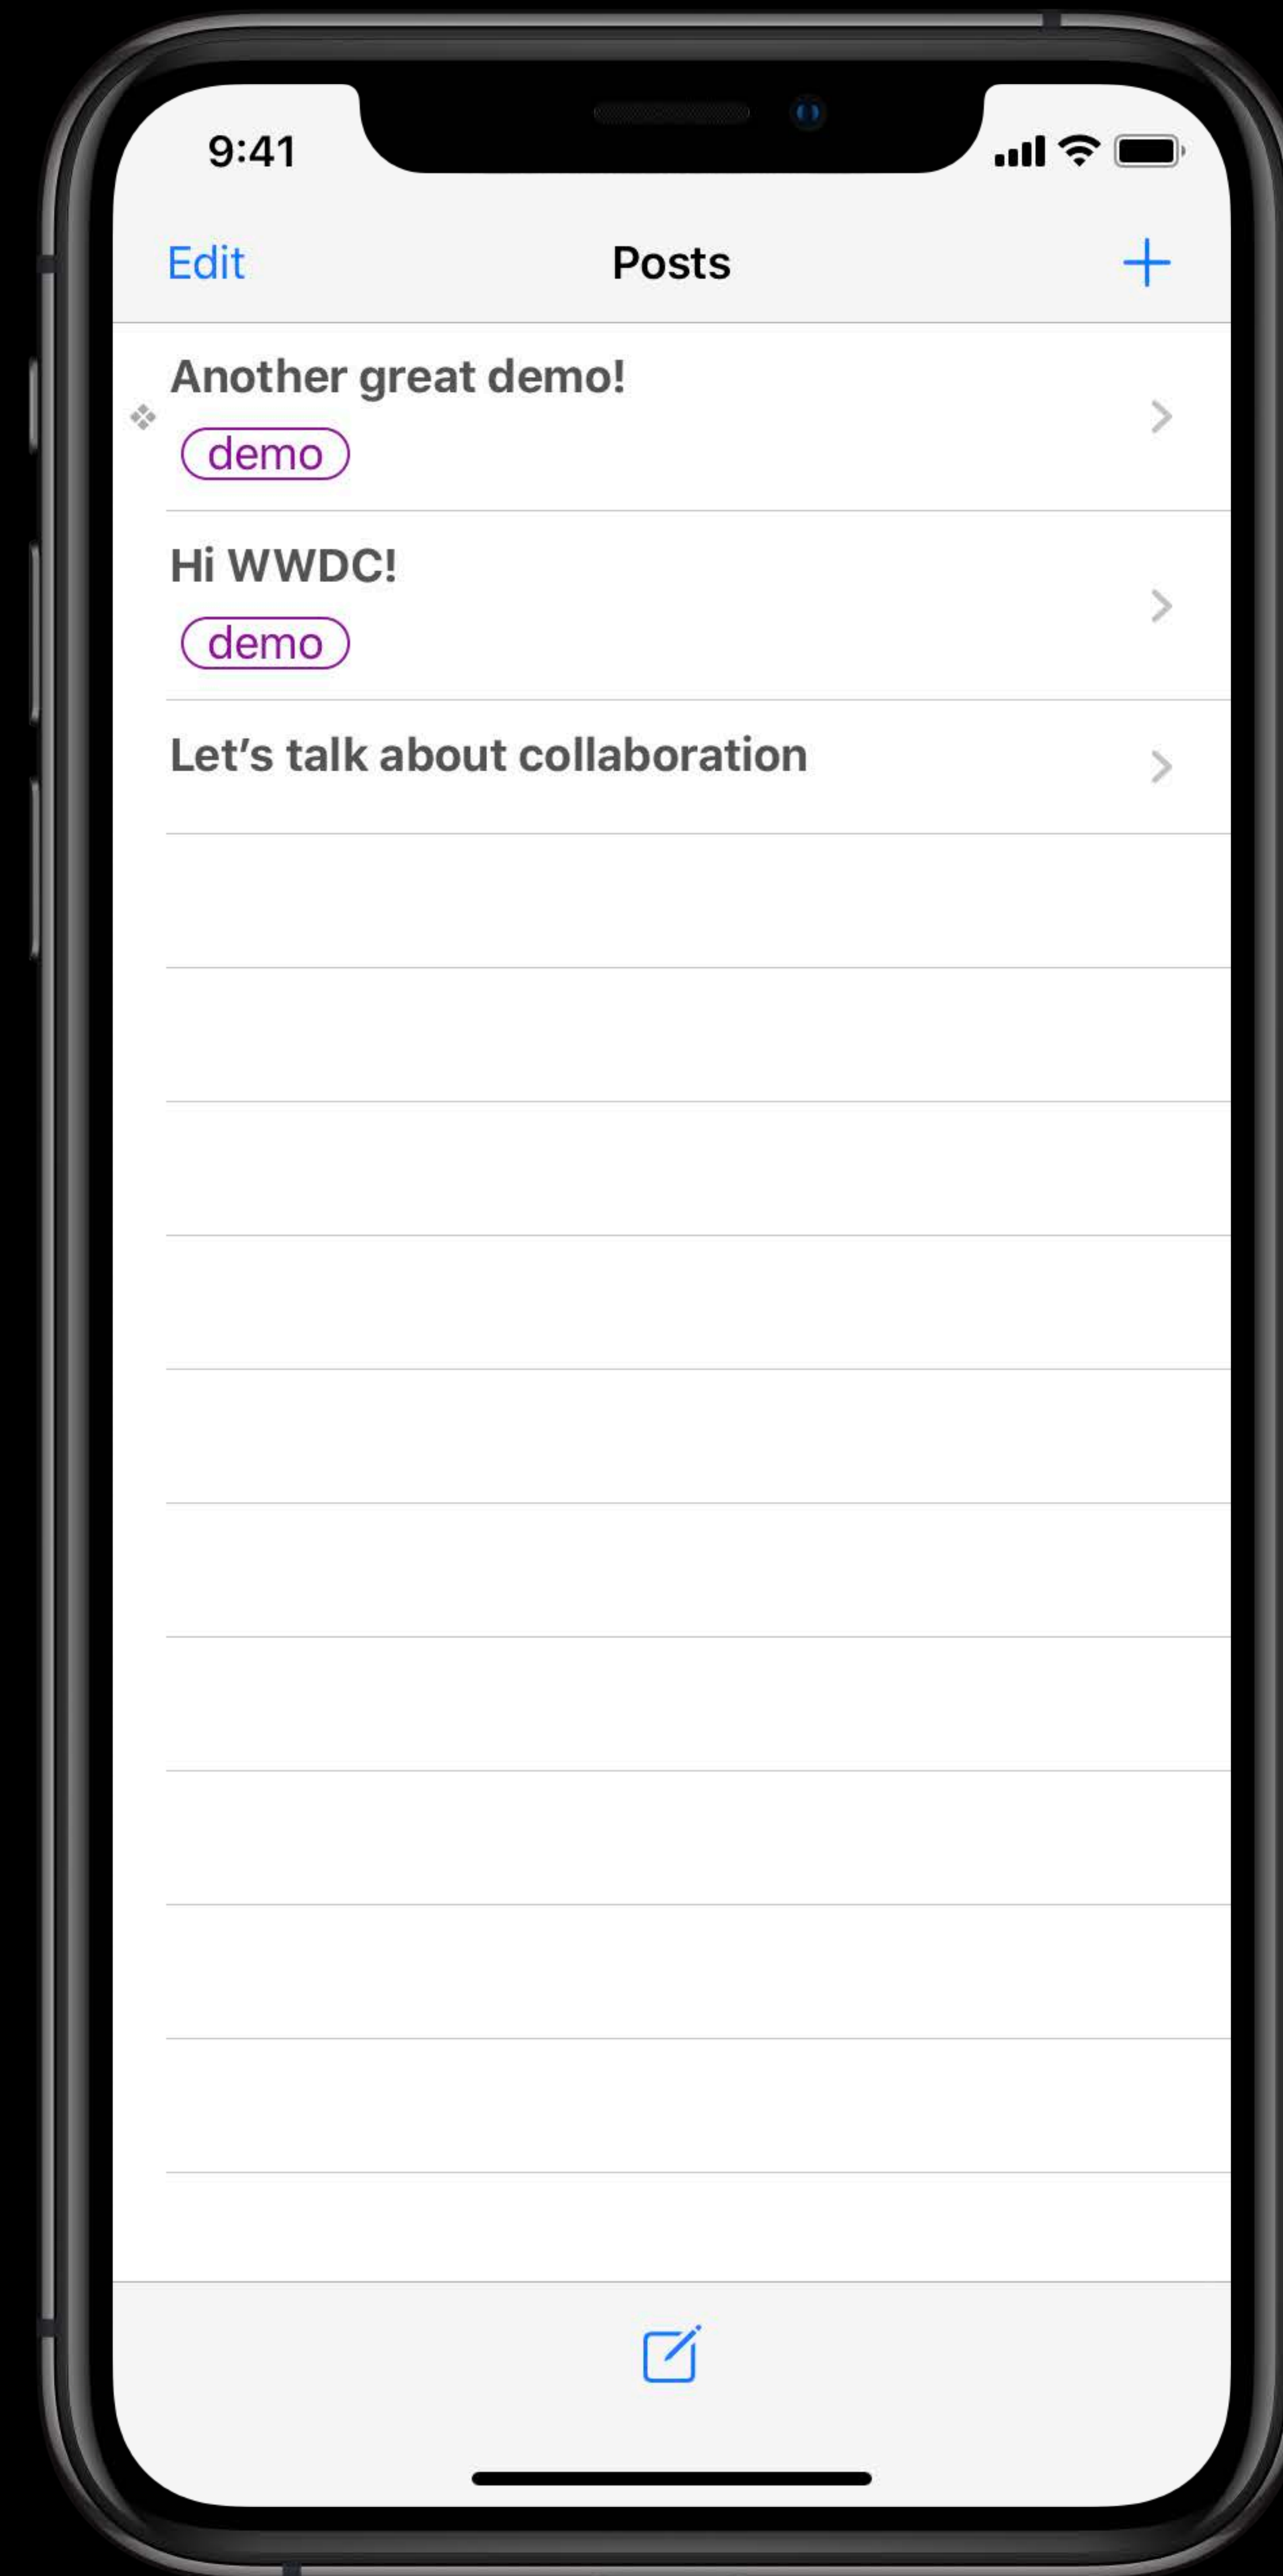 9:41
Edit
Posts
Another great demo!
demo
Hi WWDC!
demo
Let’s talk about collaboration